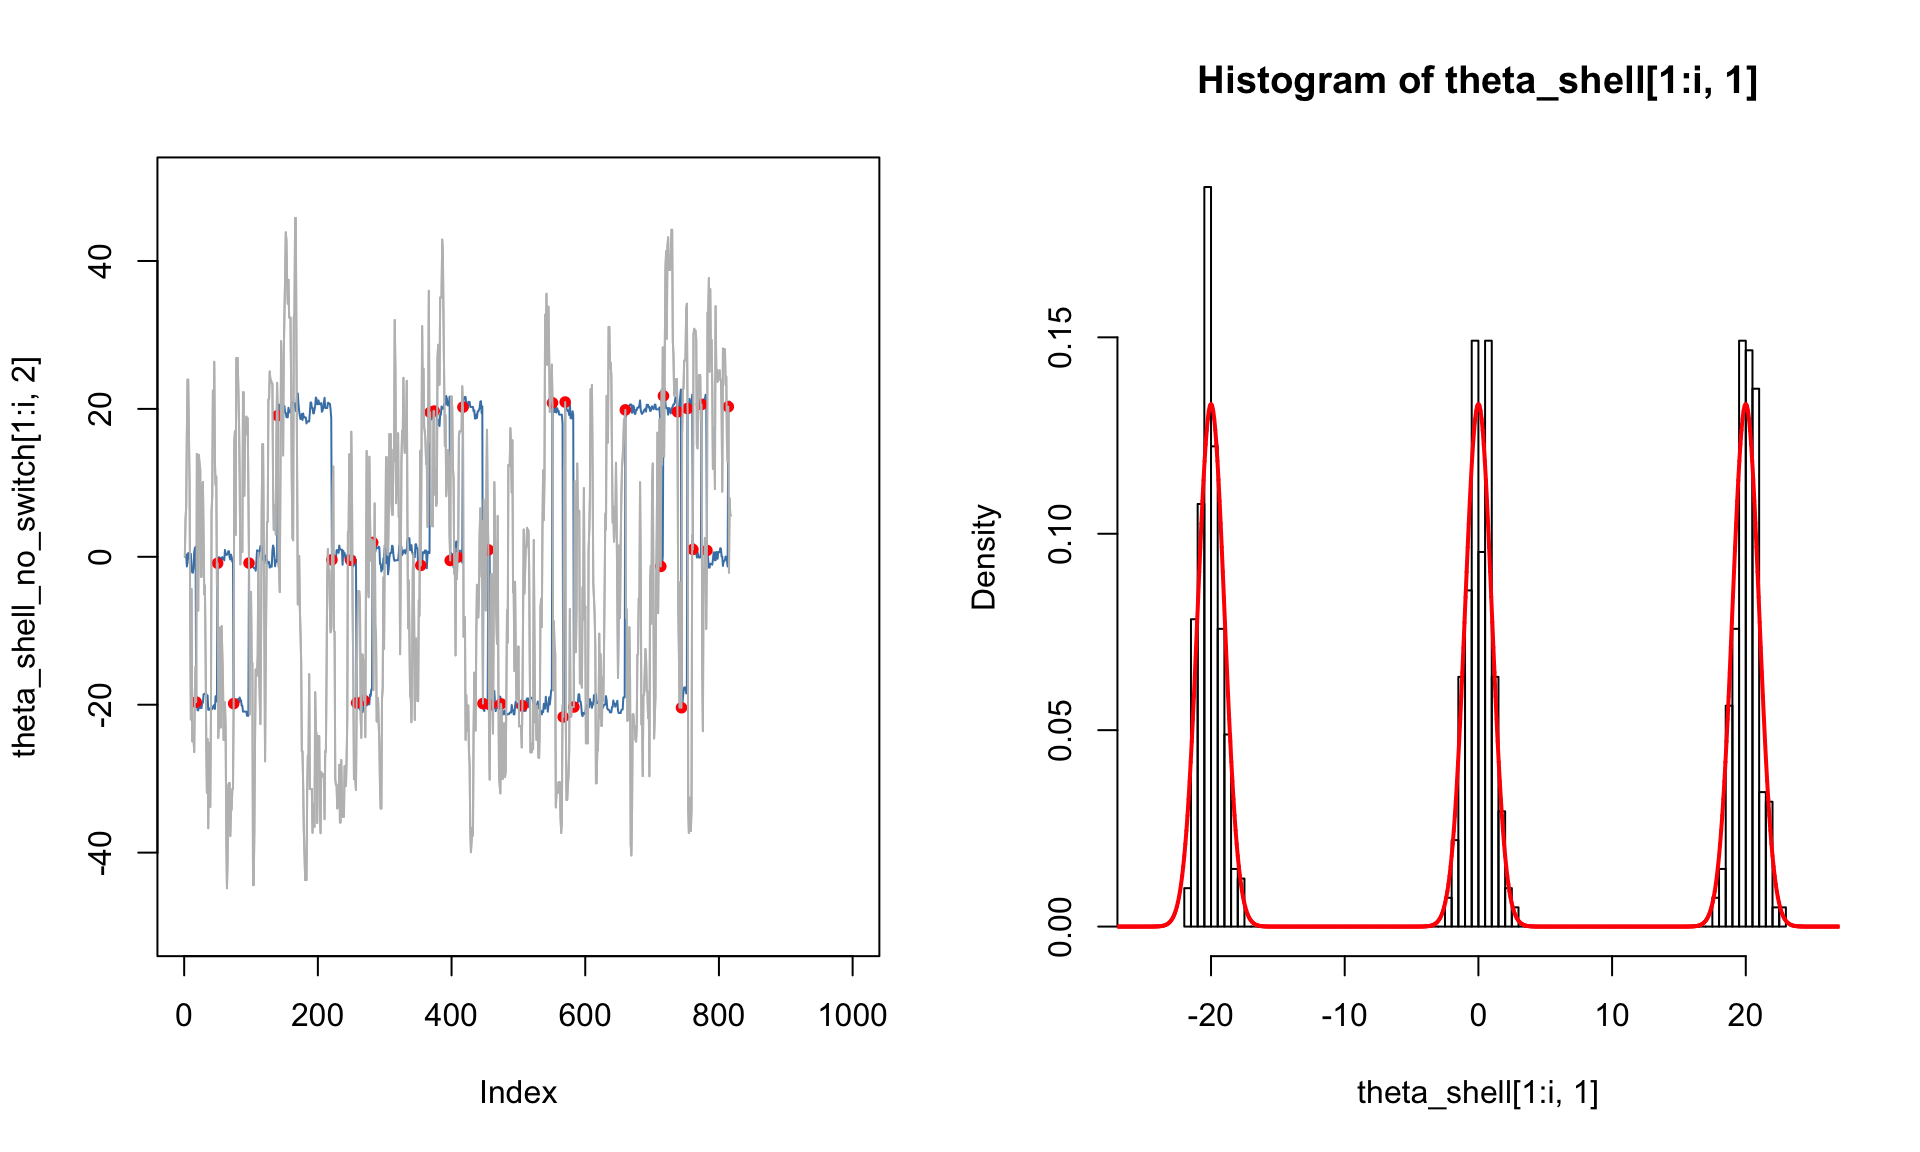 theta_shell_no_switch[1:i, 2]
40
20
0
-20
-40
0 200 400 600 800 1000
Index
Histogram of theta_shell[1:i, 1]
Density
0.15
0.10
0.05
0.00
-20 -10 0 10 20
theta_shell[1:i, 1]